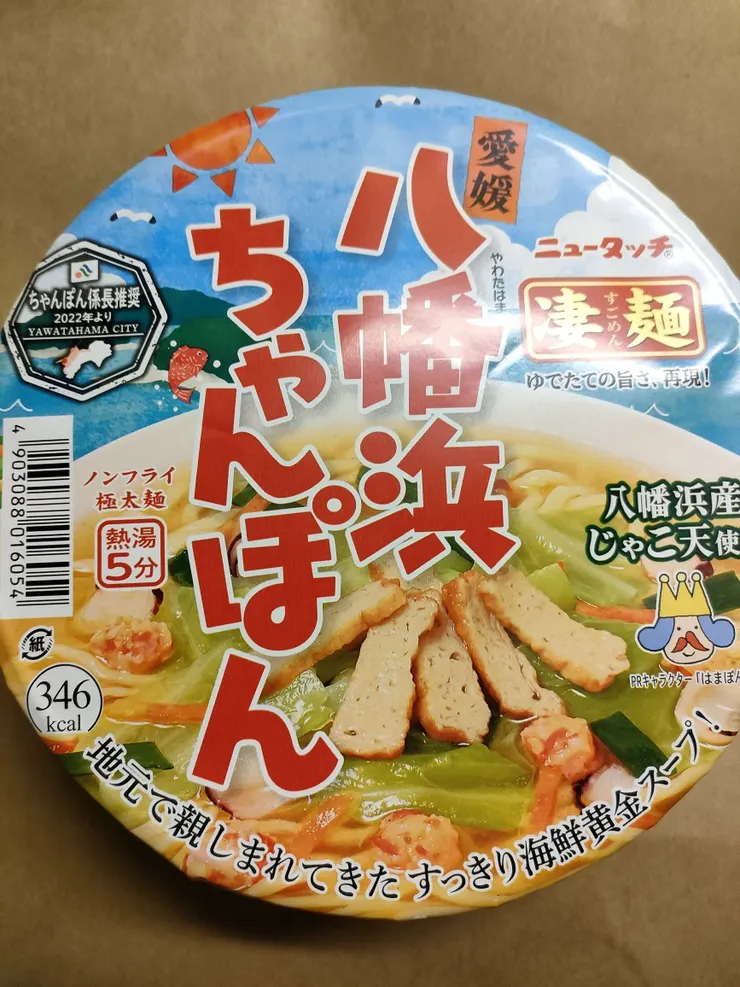 愛媛
八幡浜
やわたはま
ちゃんぽん
ニュータッチ®
凄麺
すごめん
ゆでたての旨さ、再現!
ちゃんぽん係長推奨
2022年より
YAWATAHAMA CITY
4903088016054
ノンフライ
極太麺
熱湯
5分
八幡浜産
じゃこ天使
PRキャラクター「はまぽん
紙
346
kcal
地元で親しまれてきた すっきり海鮮黄金スープ!